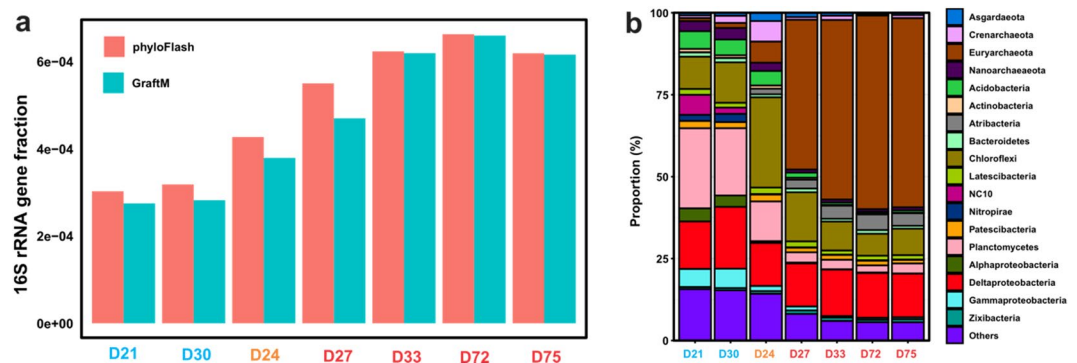 a
phyloFlash
GraftM
16S rRNA gene fraction
6e−04
4e−04
2e−04
0e+00
D21 D30 D24 D27 D33 D72 D75
b
Proportion (%)
100
75
50
25
0
D21 D30 D24 D27 D33 D72 D75
Asgardaeota
Crenarchaeota
Euryarchaeota
Nanoarchaeaeota
Acidobacteria
Actinobacteria
Atribacteria
Bacteroidetes
Chloroflexi
Latescibacteria
NC10
Nitropirae
Patescibacteria
Planctomycetes
Alphaproteobacteria
Deltaproteobacteria
Gammaproteobacteria
Zixibacteria
Others